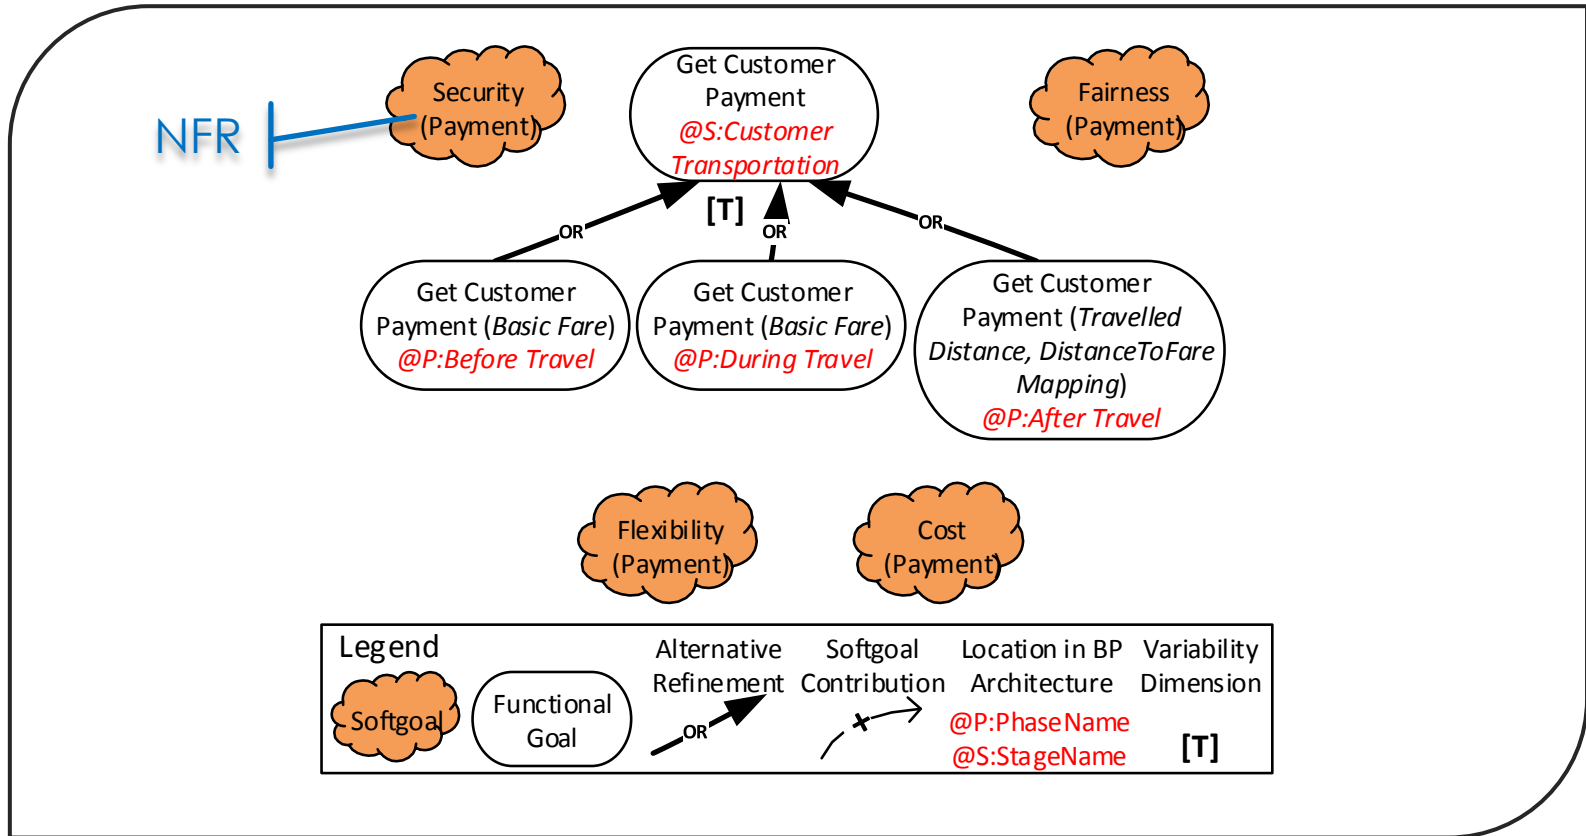 NFR
Security
(Payment)
Get Customer
Payment
@S:Customer
Transportation
Fairness
(Payment)
[T]
OR
OR
OR
Get Customer
Payment (Basic Fare)
@P:Before Travel
Get Customer
Payment (Basic Fare)
@P:During Travel
Get Customer
Payment (Travelled
Distance, DistanceToFare
Mapping)
@P:After Travel
Flexibility
(Payment)
Cost
(Payment)
Legend
Softgoal
Functional
Goal
Alternative
Refinement
OR
Softgoal
Contribution
+
Location in BP
Architecture
@P:PhaseName
@S:StageName
Variability
Dimension
[T]